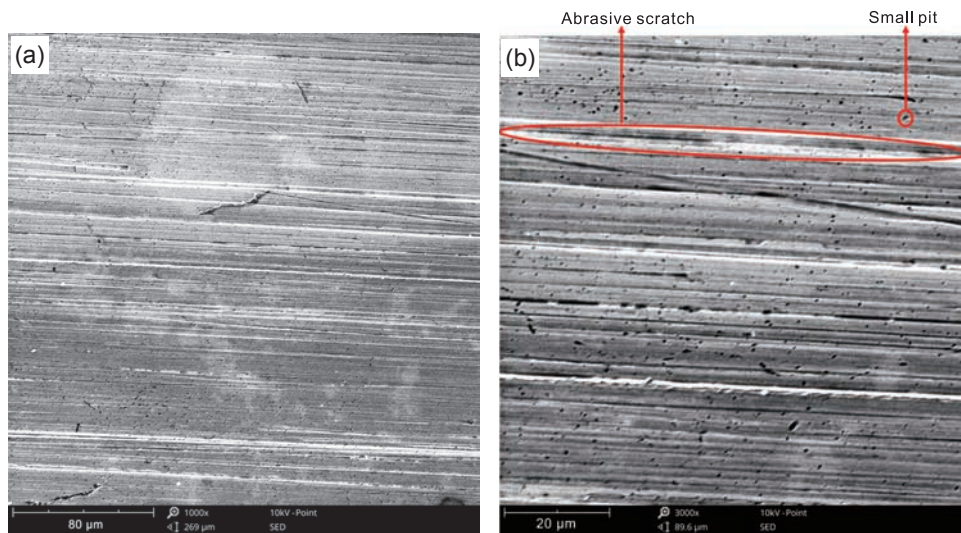 Abrasive scratch
Small pit
(a)
(b)
80 µm
1000x
269 µm
10kV -Point
SED
20 µm
3000x
89.6 µm
10kV -Point
SED